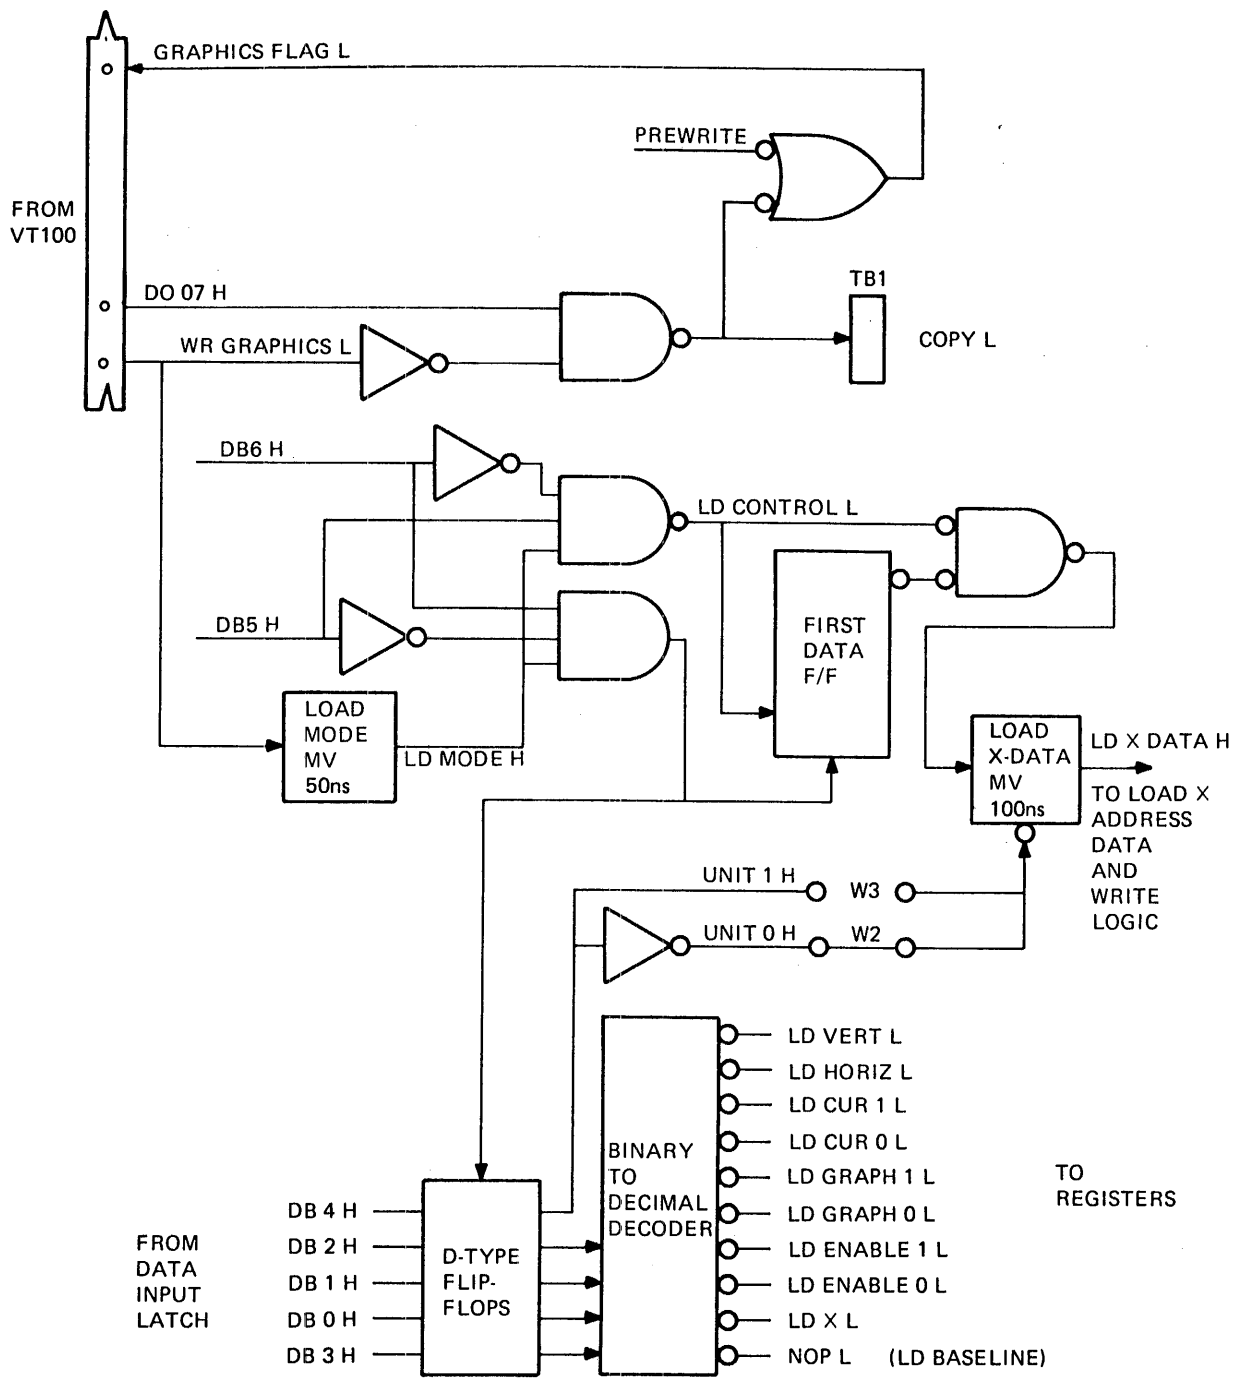 GRAPHICS FLAG L
PREWRITE
FROM
VT100
TB1
DO 07 H
WR GRAPHICS L
COPY L
DB6 H
LD CONTROL L
DB5 H
FIRST
DATA
F/F
LOAD
MODE
MV
50ns
LD MODE H
LOAD
X-DATA
MV
100ns
LD X DATA H
TO LOAD X
ADDRESS
DATA
AND
WRITE
LOGIC
UNIT 1 H
W3
UNIT 0 H
W2
BINARY
TO
DECIMAL
DECODER
LD VERT L
LD HORIZ L
LD CUR 1 L
LD CUR 0 L
LD GRAPH 1 L
LD GRAPH 0 L
LD ENABLE 1 L
LD ENABLE 0 L
LD X L
NOP L (LD BASELINE)
TO
REGISTERS
FROM
DATA
INPUT
LATCH
DB 4 H
DB 2 H
DB 1 H
DB 0 H
DB 3 H
D-TYPE
FLIP-
FLOPS